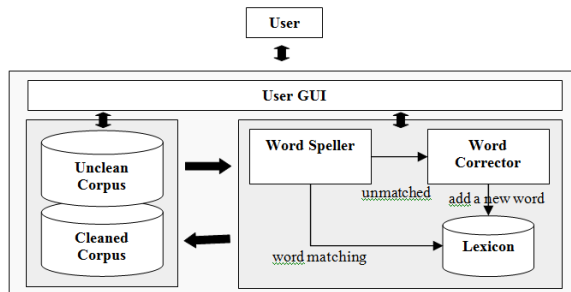 User
User GUI
Unclean
Corpus
Cleaned
Corpus
Word Speller
Word
Corrector
unmatched
add a new word
word matching
Lexicon